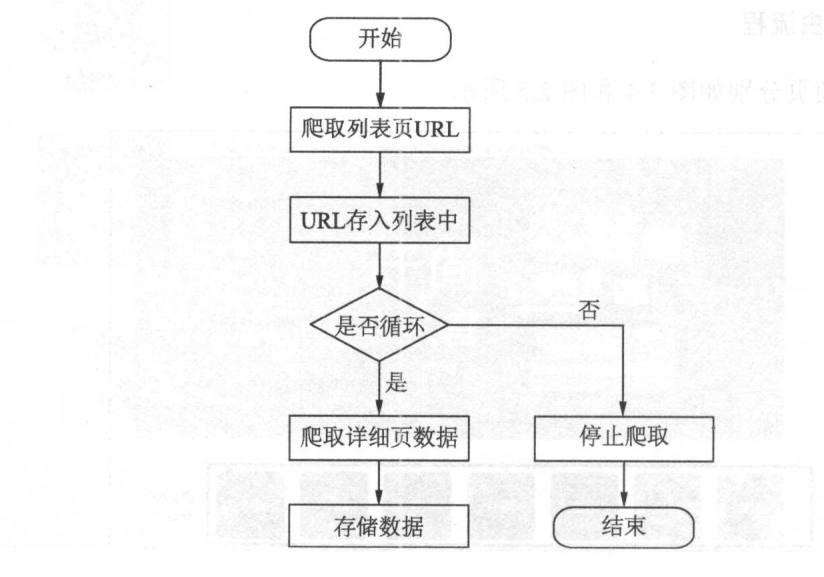 开始
爬取列表页URL
URL存入列表中
是否循环
否
是
爬取详细页数据
停止爬取
存储数据
结束